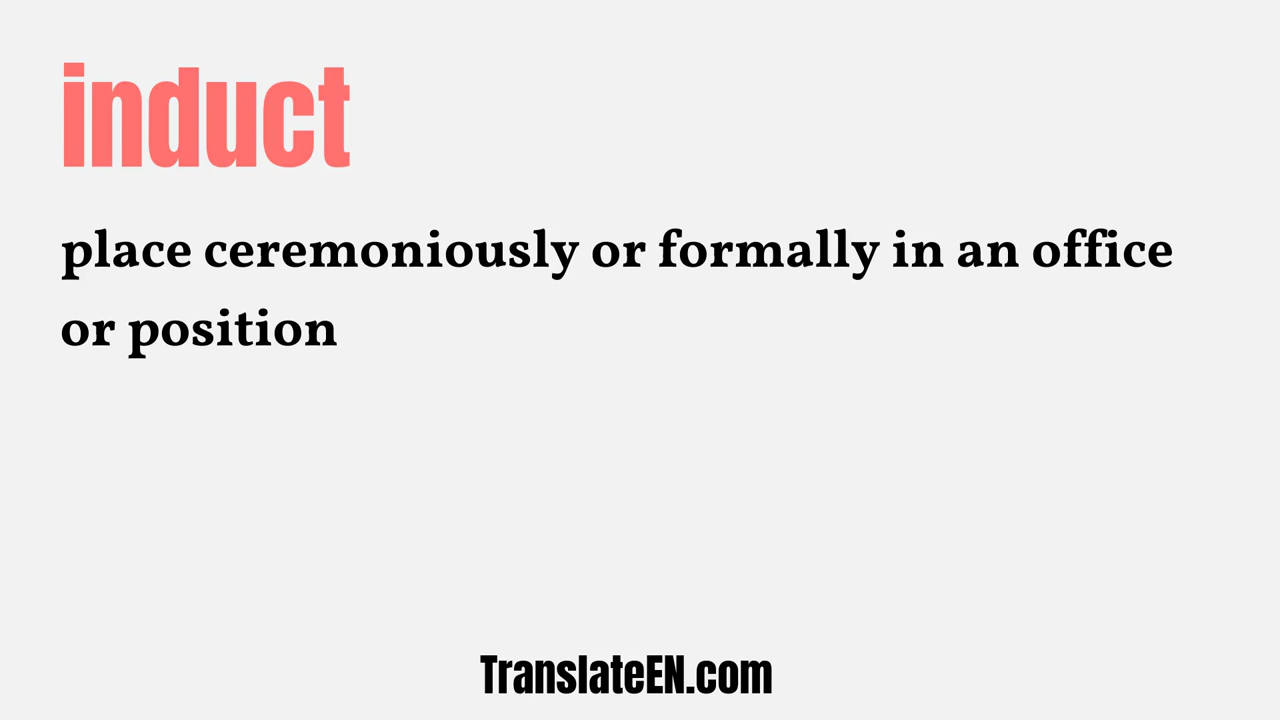 induct
place ceremoniously or formally in an office
or position
TranslateEN.com